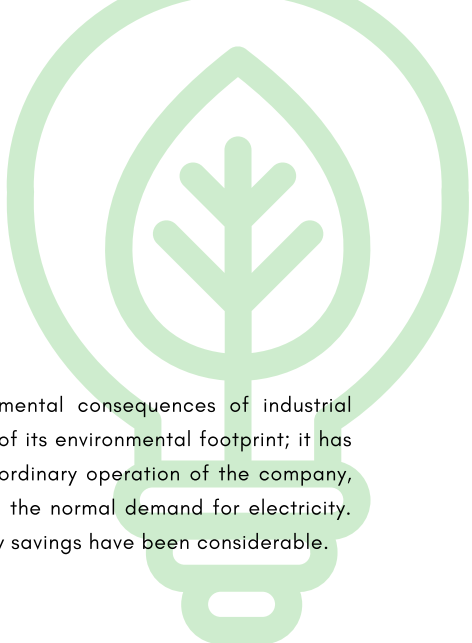 mental consequences of industrial
of its environmental footprint; it has
ordinary operation of the company,
the normal demand for electricity.
savings have been considerable.